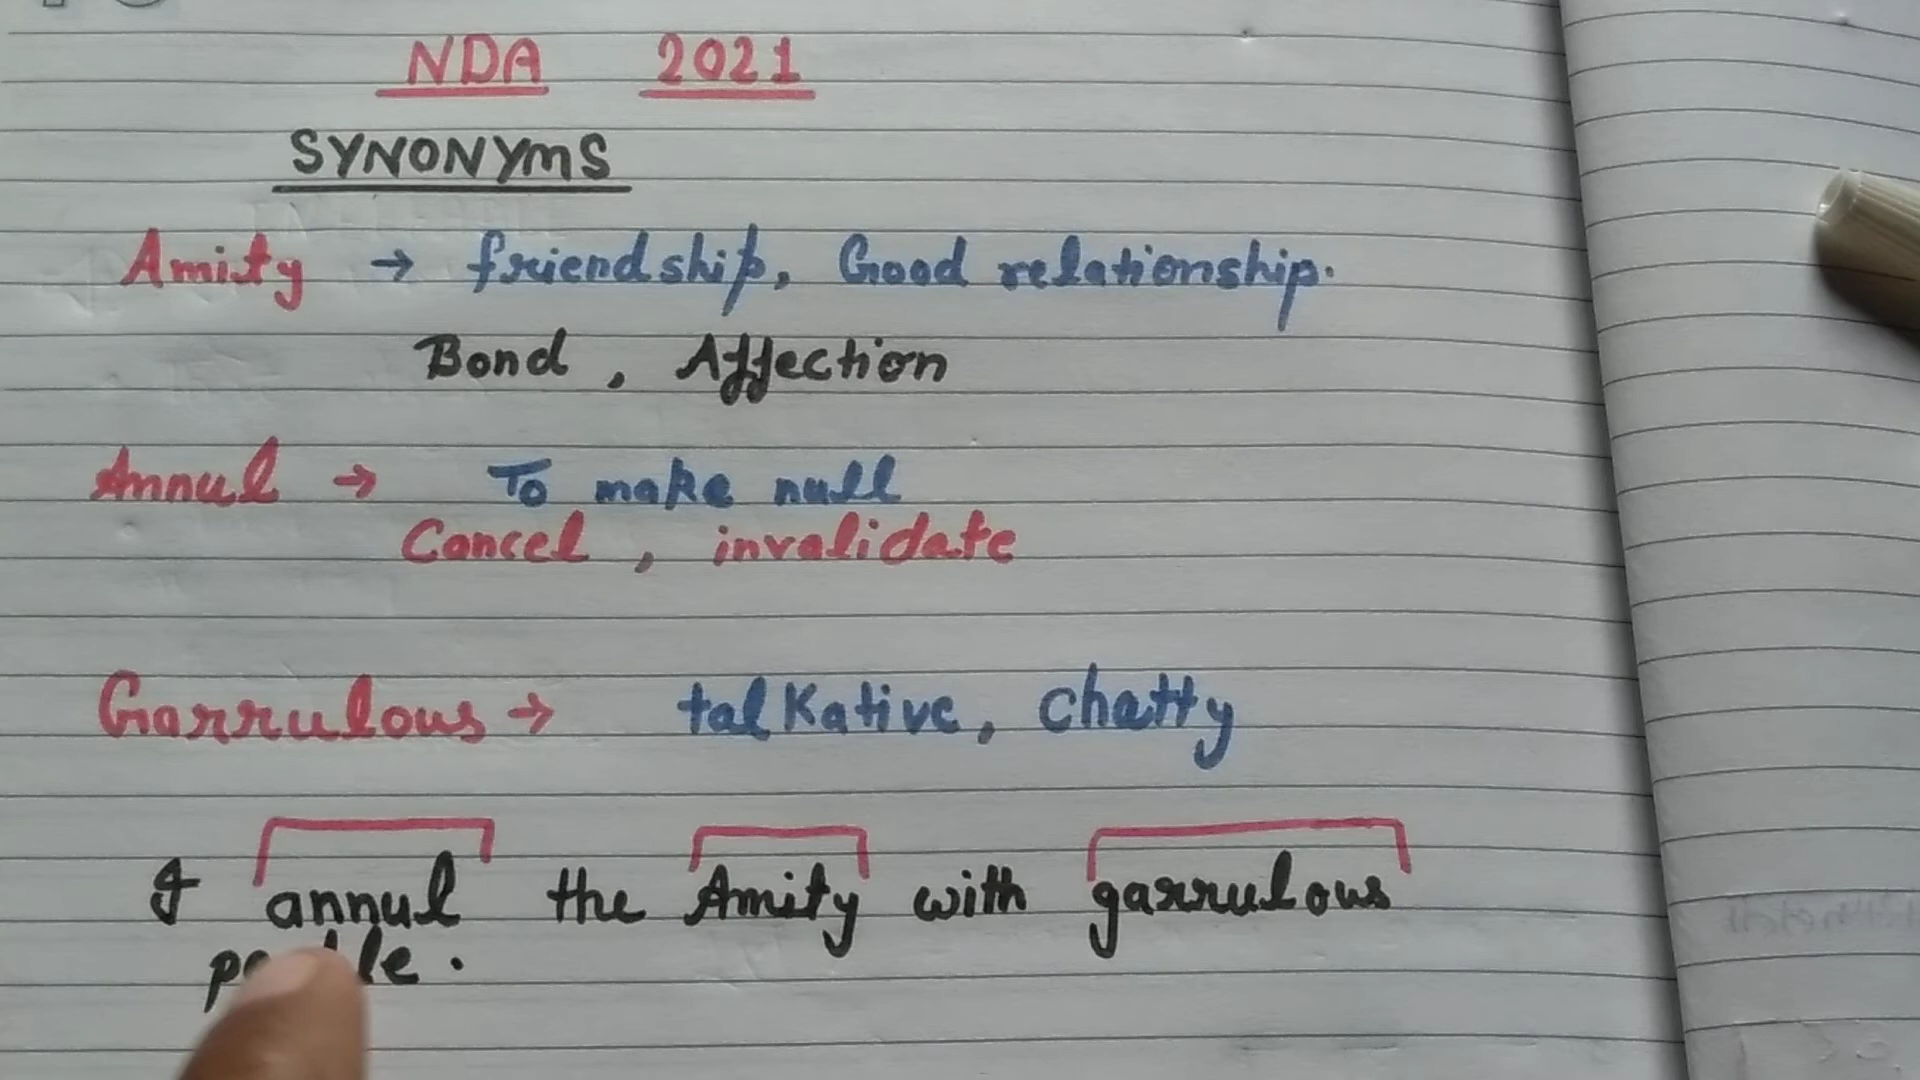 NDA 2021
SYNONYMS
Amity → friendship, Good relationship.
Bond, Affection
Annul → To make null
Cancel, invalidate
Garrulous → talkative, chatty
I annul the Amity with garrulous